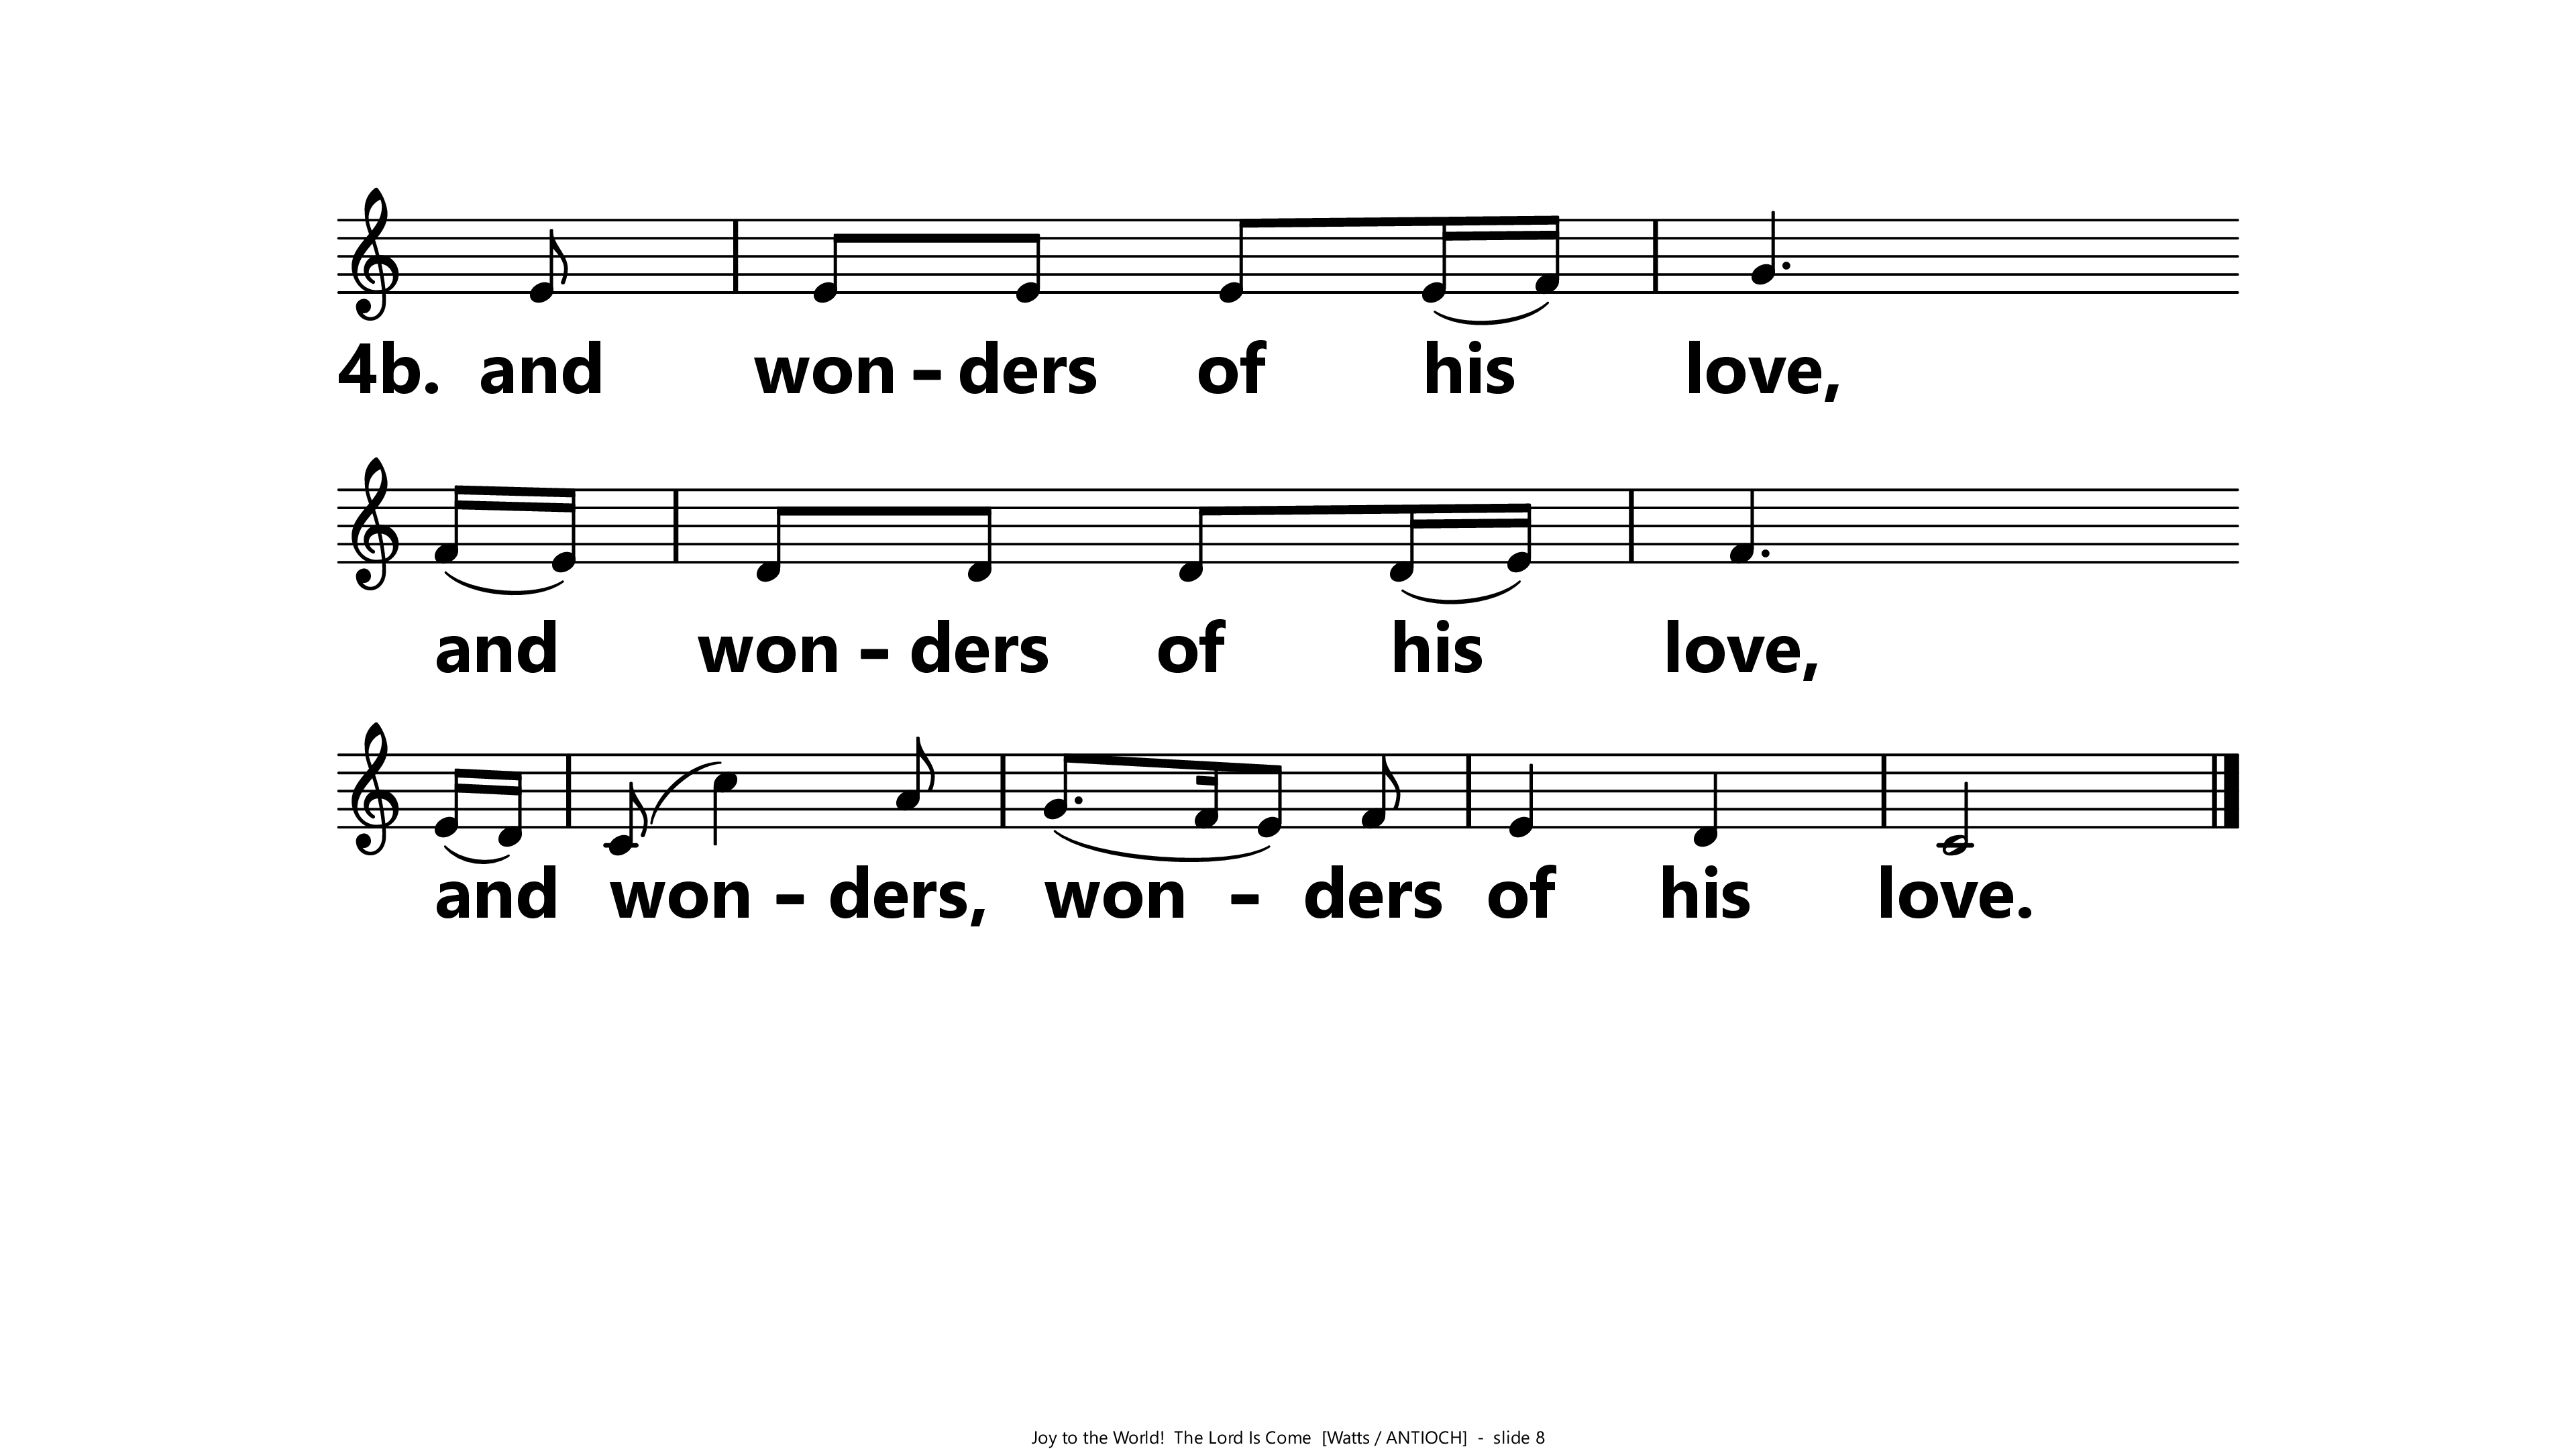 4b. and won - ders of his love,
and won - ders of his love,
and won - ders, won - ders of his love.
Joy to the World! The Lord Is Come [Watts / ANTIOCH] - slide 8